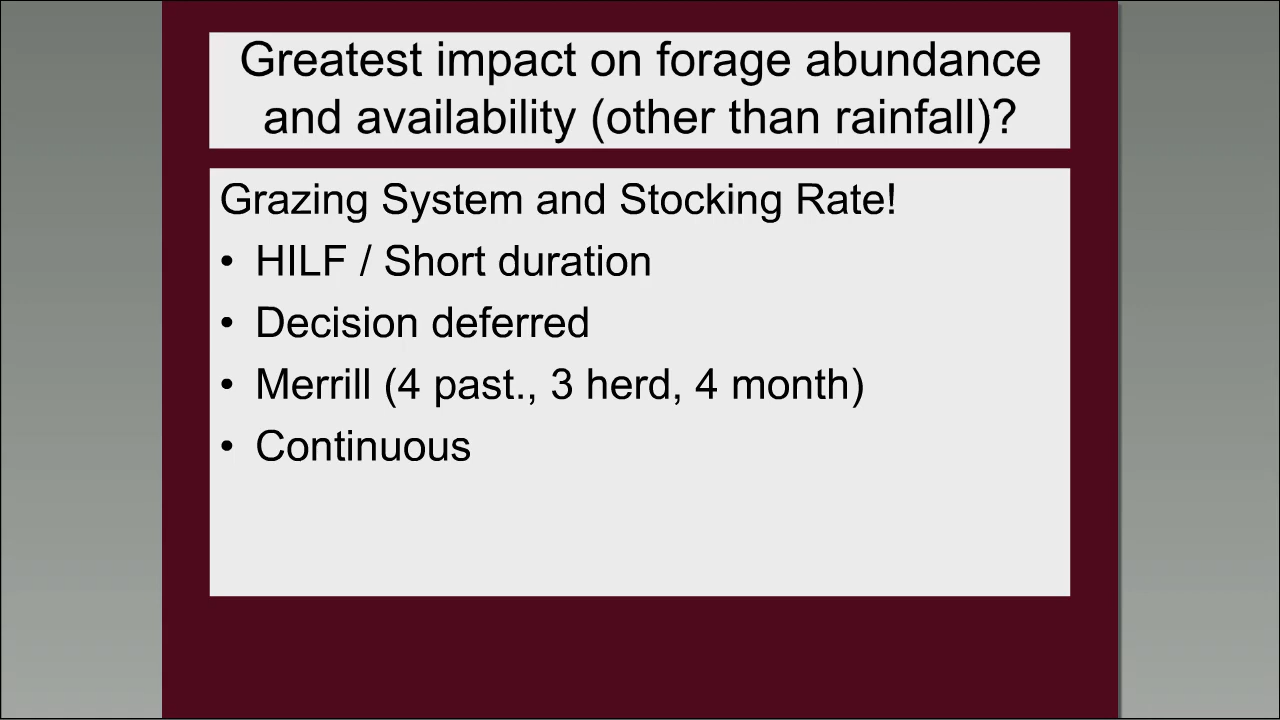 Greatest impact on forage abundance
and availability (other than rainfall)?
Grazing System and Stocking Rate!
• HILF / Short duration
• Decision deferred
• Merrill (4 past., 3 herd, 4 month)
• Continuous